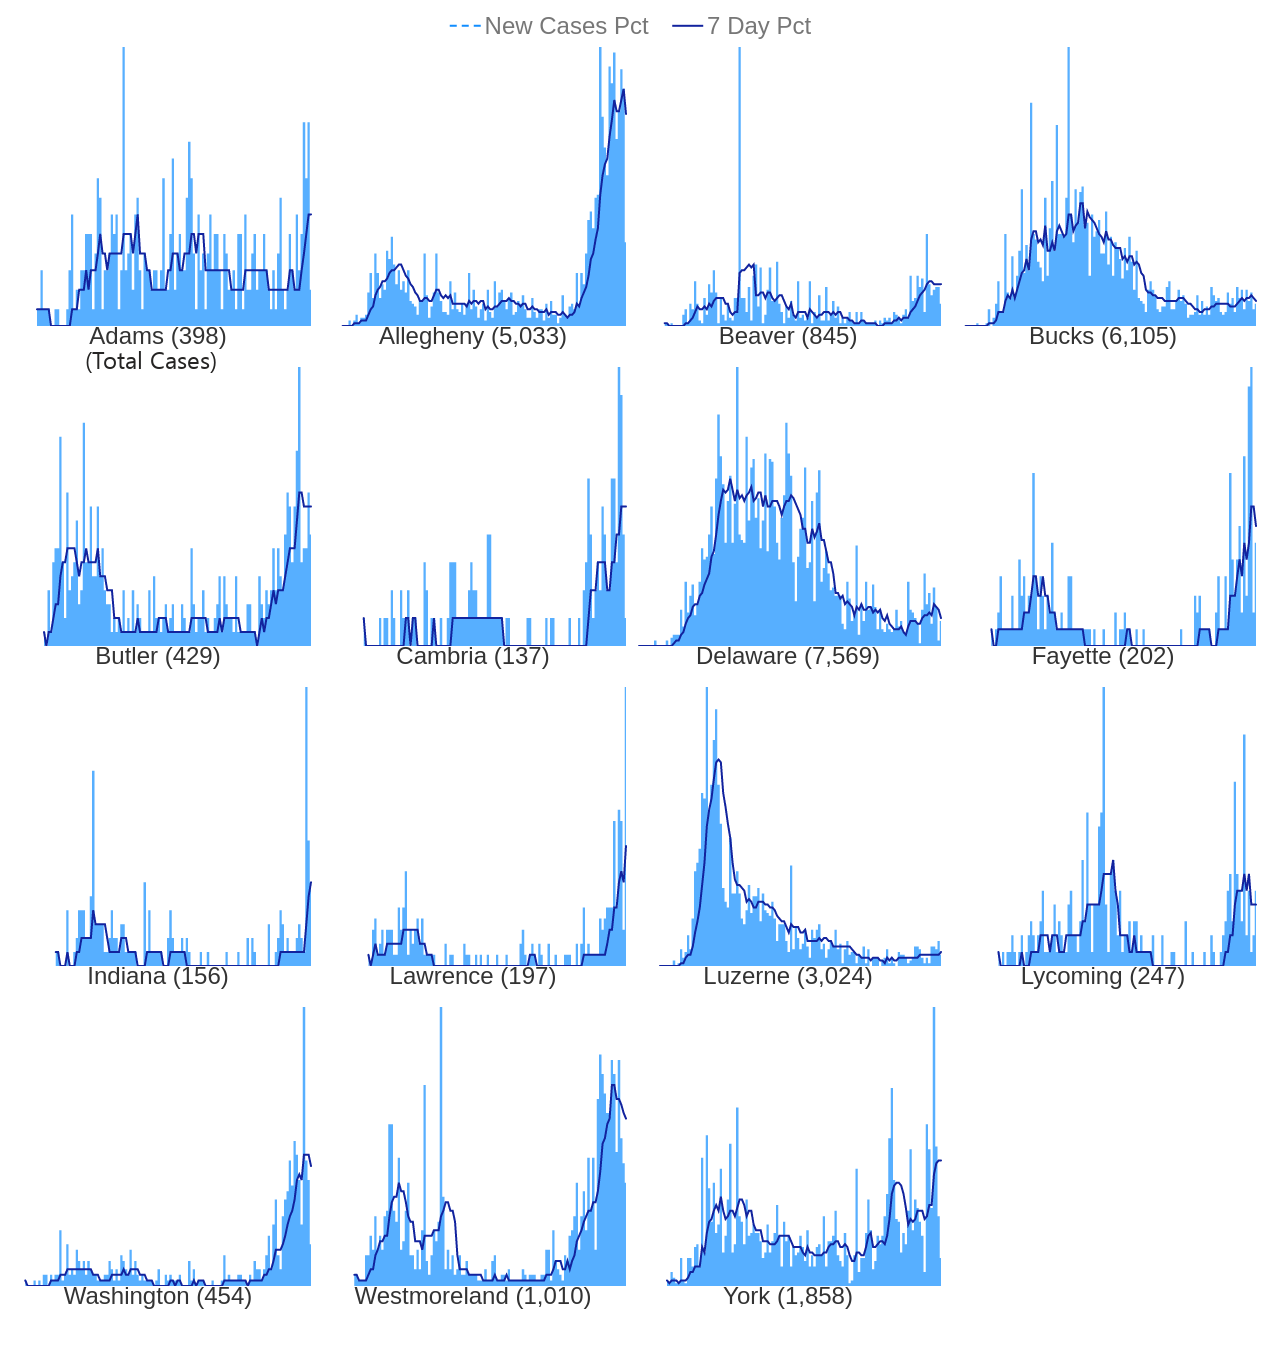 New Cases Pct 7 Day Pct
Adams (398) Allegheny (5,033) Beaver (845) Bucks (6,105)
(Total Cases)
Butler (429) Cambria (137) Delaware (7,569) Fayette (202)
Indiana (156) Lawrence (197) Luzerne (3,024) Lycoming (247)
Washington (454) Westmoreland (1,010) York (1,858)